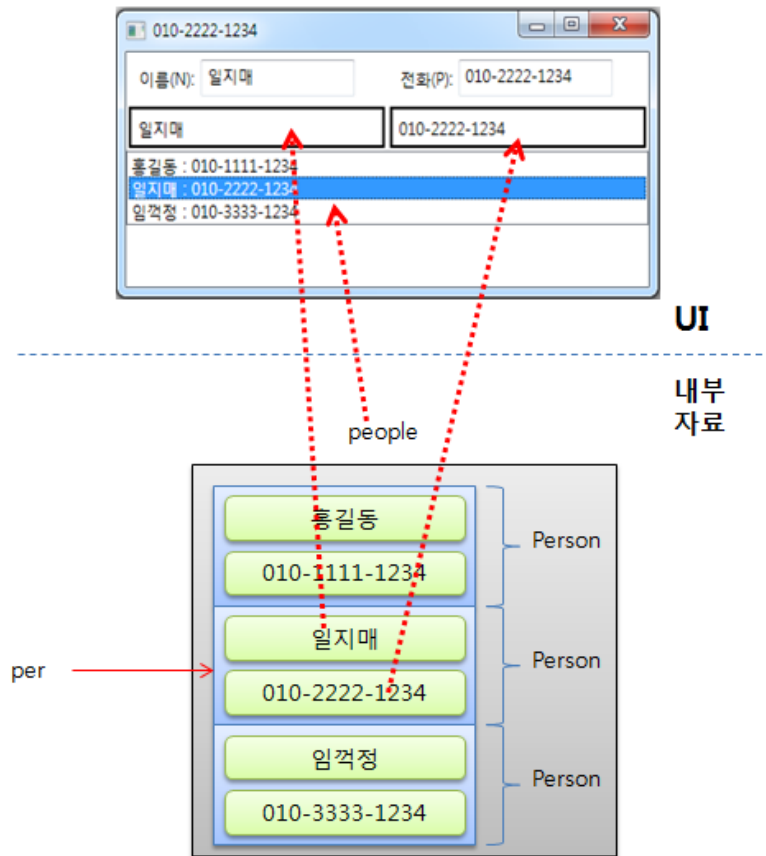 010-2222-1234
이름(N): 일지매 전화(P): 010-2222-1234
일지매 010-2222-1234
홍길동 : 010-1111-1234
일지매 : 010-2222-1234
임꺽정 : 010-3333-1234
UI
내부
자료
people
홍길동
010-1111-1234
Person
per
일지매
010-2222-1234
Person
임꺽정
010-3333-1234
Person